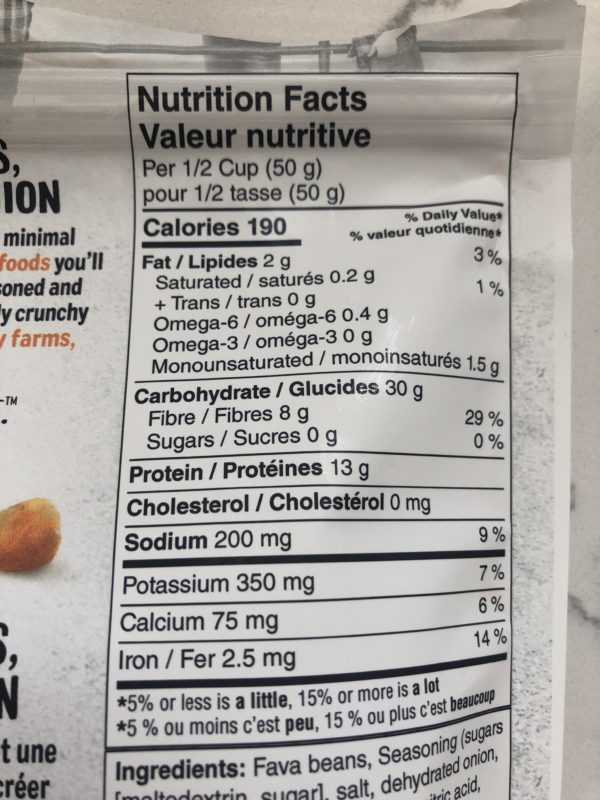 S,
ION
minimal
foods you'll
soned and
ly crunchy
y farms,
-TM
S,
N
t une
créer
Nutrition Facts
Valeur nutritive
Per 1/2 Cup (50 g)
pour 1/2 tasse (50 g)
Calories 190
% Daily Value*
% valeur quotidienne*
Fat / Lipides 2 g 3 %
Saturated / saturés 0.2 g 1 %
+ Trans / trans 0 g
Omega-6 / oméga-6 0.4 g
Omega-3 / oméga-3 0 g
Monounsaturated / monoinsaturés 1.5 g
Carbohydrate / Glucides 30 g
Fibre / Fibres 8 g 29 %
Sugars / Sucres 0 g 0 %
Protein / Protéines 13 g
Cholesterol / Cholestérol 0 mg
Sodium 200 mg 9 %
Potassium 350 mg 7 %
Calcium 75 mg 6 %
Iron / Fer 2.5 mg 14 %
*5% or less is a little, 15% or more is a lot
*5 % ou moins c'est peu, 15 % ou plus c'est beaucoup
Ingredients: Fava beans, Seasoning (sugars
[maltodextrin, sugar], salt, dehydrated onion,
citric acid,